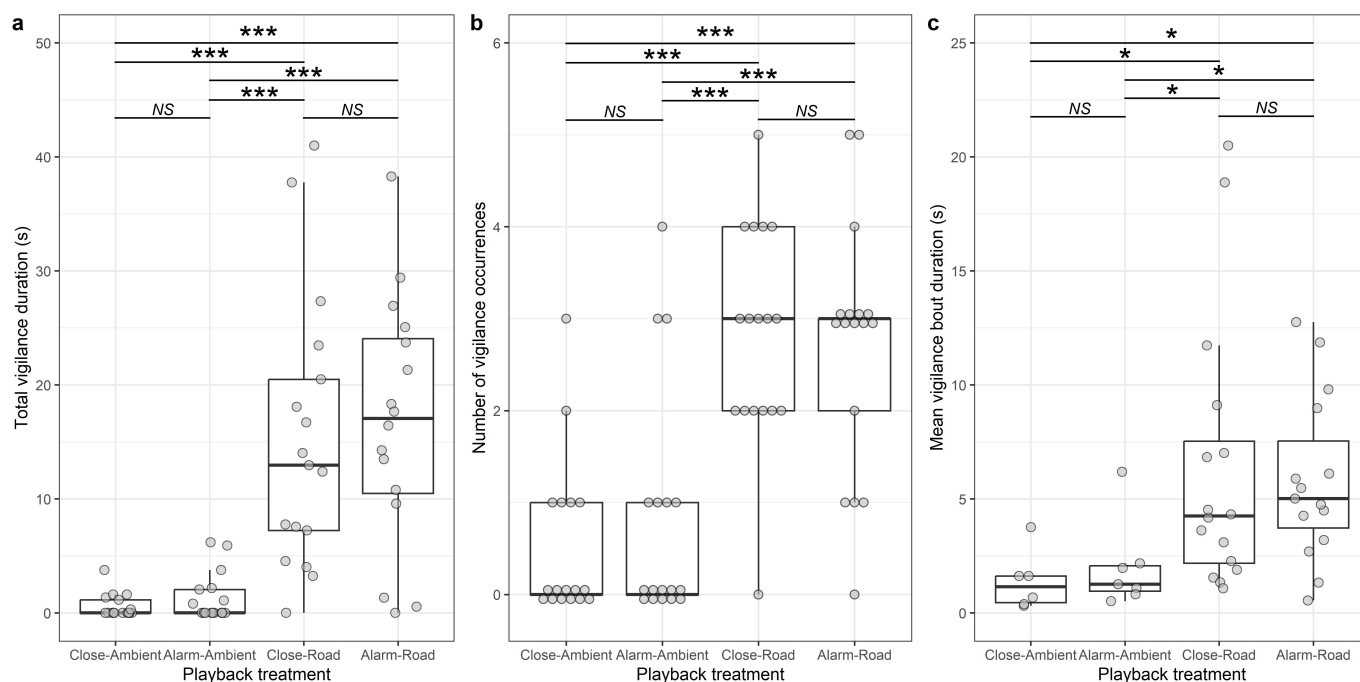 a
Total vigilance duration (s)
50
40
30
20
10
0
***
***
***
***
NS
NS
Close-Ambient
Alarm-Ambient
Close-Road
Alarm-Road
Playback treatment
b
Number of vigilance occurrences
6
4
2
0
***
***
***
***
NS
NS
Close-Ambient
Alarm-Ambient
Close-Road
Alarm-Road
Playback treatment
c
Mean vigilance bout duration (s)
25
20
15
10
5
0
*
*
*
*
NS
NS
Close-Ambient
Alarm-Ambient
Close-Road
Alarm-Road
Playback treatment